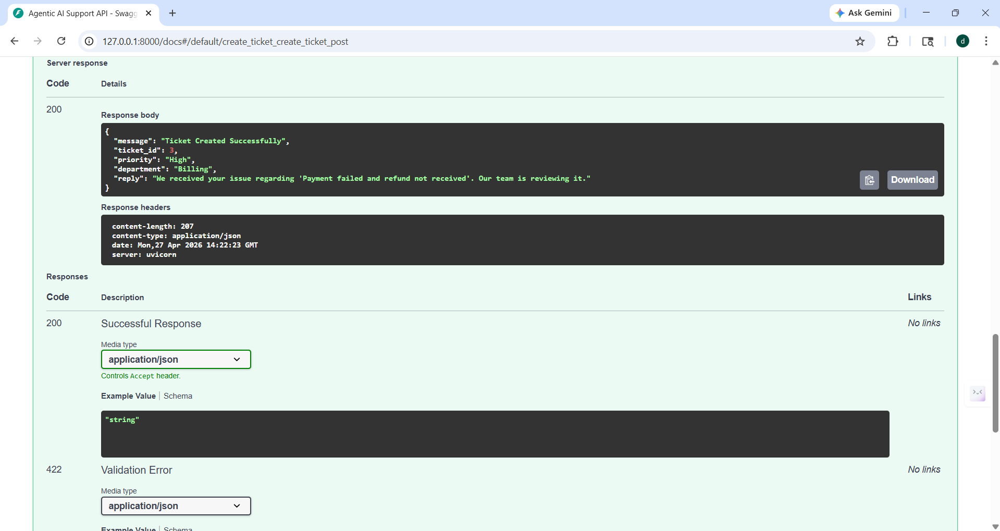 Agentic AI Support API - Swagg
Ask Gemini
127.0.0.1:8000/docs#/default/create_ticket_create_ticket_post
d
Server response
Code Details
200
Response body
{
"message": "Ticket Created Successfully",
"ticket_id": 3,
"priority": "High",
"department": "Billing",
"reply": "We received your issue regarding 'Payment failed and refund not received'. Our team is reviewing it."
}
Download
Response headers
content-length: 207
content-type: application/json
date: Mon,27 Apr 2026 14:22:23 GMT
server: uvicorn
Responses
Code Description Links
200 Successful Response No links
Media type
application/json
Controls Accept header.
Example Value Schema
"string"
422 Validation Error No links
Media type
application/json
Example Value Schema